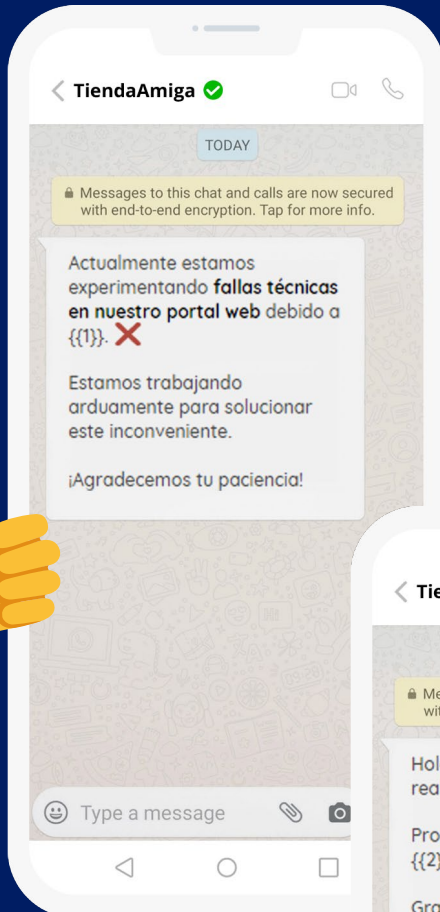 TiendaAmiga
TODAY
Messages to this chat and calls are now secured
with end-to-end encryption. Tap for more info.
Actualmente estamos
experimentando fallas técnicas
en nuestro portal web debido a
{{1}}. ❌
Estamos trabajando
arduamente para solucionar
este inconveniente.
¡Agradecemos tu paciencia!
Type a message